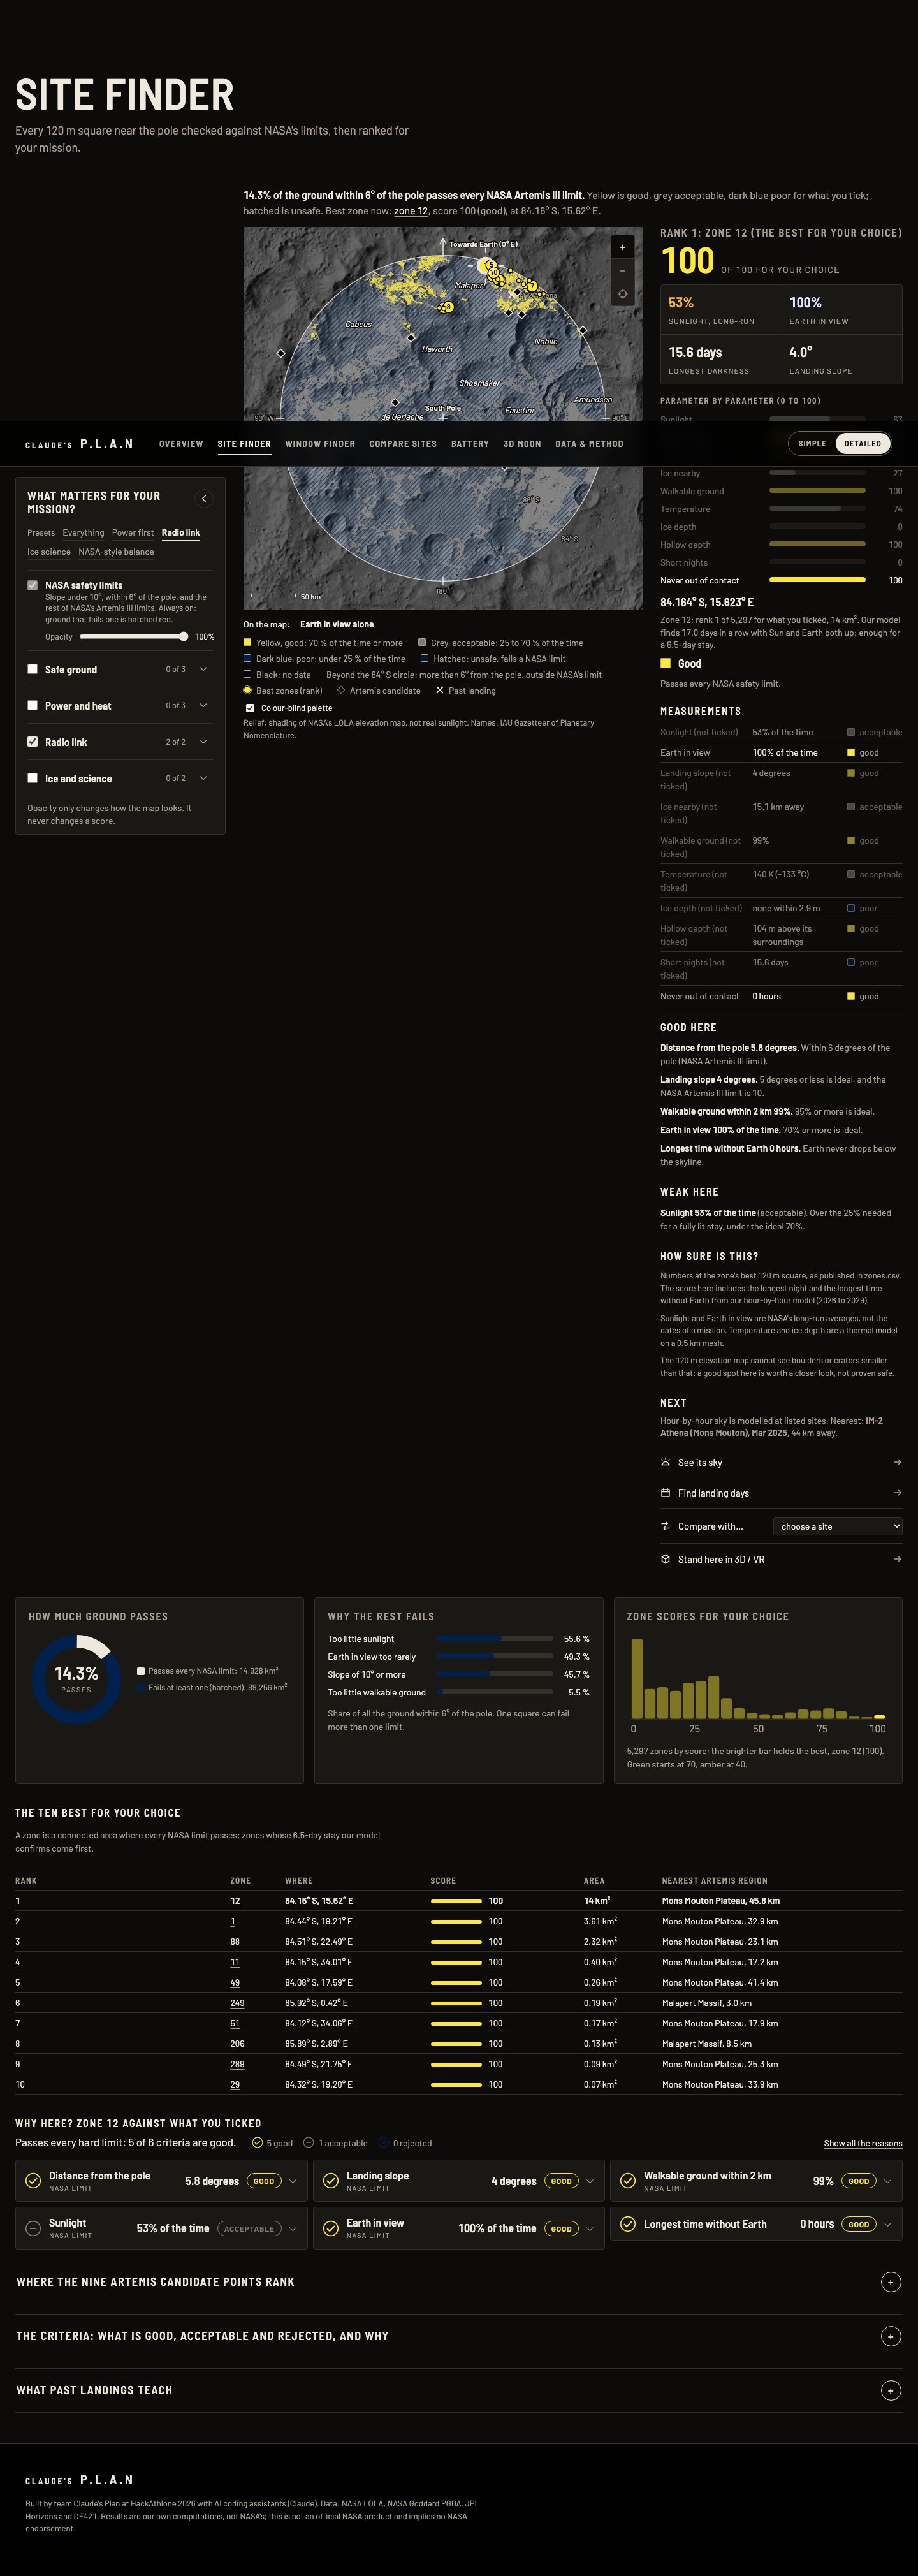 SITE FINDER
Every 120 m square near the pole checked against NASA's limits, then ranked for
your mission.
14.3% of the ground within 6° of the pole passes every NASA Artemis III limit. Yellow is good, grey acceptable, dark blue poor for what you tick;
hatched is unsafe. Best zone now: zone 12, score 100 (good), at 84.16° S, 15.62° E.
Towards Earth (0° E)
Malapert
Cabeus
Haworth
Nobile
Shoemaker
Amundsen
South Pole
de Gerlache
Faustini
90° W
90° E
+
−
RANK 1: ZONE 12 (THE BEST FOR YOUR CHOICE)
100 OF 100 FOR YOUR CHOICE
53%
SUNLIGHT, LONG-RUN
100%
EARTH IN VIEW
15.6 days
LONGEST DARKNESS
4.0°
LANDING SLOPE
PARAMETER BY PARAMETER (0 TO 100)
Sunlight 63
CLAUDE'S P.L.A.N
OVERVIEW
SITE FINDER
WINDOW FINDER
COMPARE SITES
BATTERY
3D MOON
DATA & METHOD
SIMPLE
DETAILED
WHAT MATTERS FOR YOUR
MISSION?
Presets Everything Power first Radio link
Ice science NASA-style balance
NASA safety limits
Slope under 10°, within 6° of the pole, and the
rest of NASA's Artemis III limits. Always on:
ground that fails one is hatched red.
Opacity 100%
Safe ground 0 of 3
Power and heat 0 of 3
Radio link 2 of 2
Ice and science 0 of 2
Opacity only changes how the map looks. It
never changes a score.
86° S
84° S
180°
50 km
On the map: Earth in view alone
Yellow, good: 70 % of the time or more
Grey, acceptable: 25 to 70 % of the time
Dark blue, poor: under 25 % of the time
Hatched: unsafe, fails a NASA limit
Black: no data
Beyond the 84° S circle: more than 6° from the pole, outside NASA's limit
Best zones (rank)
Artemis candidate
Past landing
Colour-blind palette
Relief: shading of NASA's LOLA elevation map, not real sunlight. Names: IAU Gazetteer of Planetary
Nomenclature.
Ice nearby 27
Walkable ground 100
Temperature 74
Ice depth 0
Hollow depth 100
Short nights 0
Never out of contact 100
84.164° S, 15.623° E
Zone 12: rank 1 of 5,297 for what you ticked, 14 km². Our model
finds 17.0 days in a row with Sun and Earth both up: enough for
a 6.5-day stay.
Good
Passes every NASA safety limit.
MEASUREMENTS
Sunlight (not ticked) 53% of the time acceptable
Earth in view 100% of the time good
Landing slope (not
ticked) 4 degrees good
Ice nearby (not
ticked) 15.1 km away acceptable
Walkable ground (not
ticked) 99% good
Temperature (not
ticked) 140 K (-133 °C) acceptable
Ice depth (not ticked) none within 2.9 m poor
Hollow depth (not
ticked) 104 m above its
surroundings good
Short nights (not
ticked) 15.6 days poor
Never out of contact 0 hours good
GOOD HERE
Distance from the pole 5.8 degrees. Within 6 degrees of the
pole (NASA Artemis III limit).
Landing slope 4 degrees. 5 degrees or less is ideal, and the
NASA Artemis III limit is 10.
Walkable ground within 2 km 99%. 95% or more is ideal.
Earth in view 100% of the time. 70% or more is ideal.
Longest time without Earth 0 hours. Earth never drops below
the skyline.
WEAK HERE
Sunlight 53% of the time (acceptable). Over the 25% needed
for a fully lit stay, under the ideal 70%.
HOW SURE IS THIS?
Numbers at the zone's best 120 m square, as published in zones.csv.
The score here includes the longest night and the longest time
without Earth from our hour-by-hour model (2026 to 2029).
Sunlight and Earth in view are NASA's long-run averages, not the
dates of a mission. Temperature and ice depth are a thermal model
on a 0.5 km mesh.
The 120 m elevation map cannot see boulders or craters smaller
than that: a good spot here is worth a closer look, not proven safe.
NEXT
Hour-by-hour sky is modelled at listed sites. Nearest: IM-2
Athena (Mons Mouton), Mar 2025, 44 km away.
See its sky
Find landing days
Compare with... choose a site
Stand here in 3D / VR
HOW MUCH GROUND PASSES
14.3%
PASSES
Passes every NASA limit: 14,928 km²
Fails at least one (hatched): 89,256 km²
WHY THE REST FAILS
Too little sunlight 55.6 %
Earth in view too rarely 49.3 %
Slope of 10° or more 45.7 %
Too little walkable ground 5.5 %
Share of all the ground within 6° of the pole. One square can fail
more than one limit.
ZONE SCORES FOR YOUR CHOICE
0 25 50 75 100
5,297 zones by score; the brighter bar holds the best, zone 12 (100).
Green starts at 70, amber at 40.
THE TEN BEST FOR YOUR CHOICE
A zone is a connected area where every NASA limit passes; zones whose 6.5-day stay our model
confirms come first.
RANK ZONE WHERE SCORE AREA NEAREST ARTEMIS REGION
1 12 84.16° S, 15.62° E 100 14 km² Mons Mouton Plateau, 45.8 km
2 1 84.44° S, 19.21° E 100 3.61 km² Mons Mouton Plateau, 32.9 km
3 88 84.51° S, 22.49° E 100 2.32 km² Mons Mouton Plateau, 23.1 km
4 11 84.15° S, 34.01° E 100 0.40 km² Mons Mouton Plateau, 17.2 km
5 49 84.08° S, 17.59° E 100 0.26 km² Mons Mouton Plateau, 41.4 km
6 249 85.92° S, 0.42° E 100 0.19 km² Malapert Massif, 3.0 km
7 51 84.12° S, 34.06° E 100 0.17 km² Mons Mouton Plateau, 17.9 km
8 206 85.89° S, 2.89° E 100 0.13 km² Malapert Massif, 8.5 km
9 289 84.49° S, 21.75° E 100 0.09 km² Mons Mouton Plateau, 25.3 km
10 29 84.32° S, 19.20° E 100 0.07 km² Mons Mouton Plateau, 33.9 km
WHY HERE? ZONE 12 AGAINST WHAT YOU TICKED
Passes every hard limit: 5 of 6 criteria are good. 5 good 1 acceptable 0 rejected Show all the reasons
Distance from the pole 5.8 degrees GOOD
NASA LIMIT
Landing slope 4 degrees GOOD
NASA LIMIT
Walkable ground within 2 km 99% GOOD
NASA LIMIT
Sunlight 53% of the time ACCEPTABLE
NASA LIMIT
Earth in view 100% of the time GOOD
NASA LIMIT
Longest time without Earth 0 hours GOOD
WHERE THE NINE ARTEMIS CANDIDATE POINTS RANK
THE CRITERIA: WHAT IS GOOD, ACCEPTABLE AND REJECTED, AND WHY
WHAT PAST LANDINGS TEACH
CLAUDE'S P.L.A.N
Built by team Claude's Plan at HackAthlone 2026 with AI coding assistants (Claude). Data: NASA LOLA, NASA Goddard PGDA, JPL
Horizons and DE421. Results are our own computations, not NASA's; this is not an official NASA product and implies no NASA
endorsement.